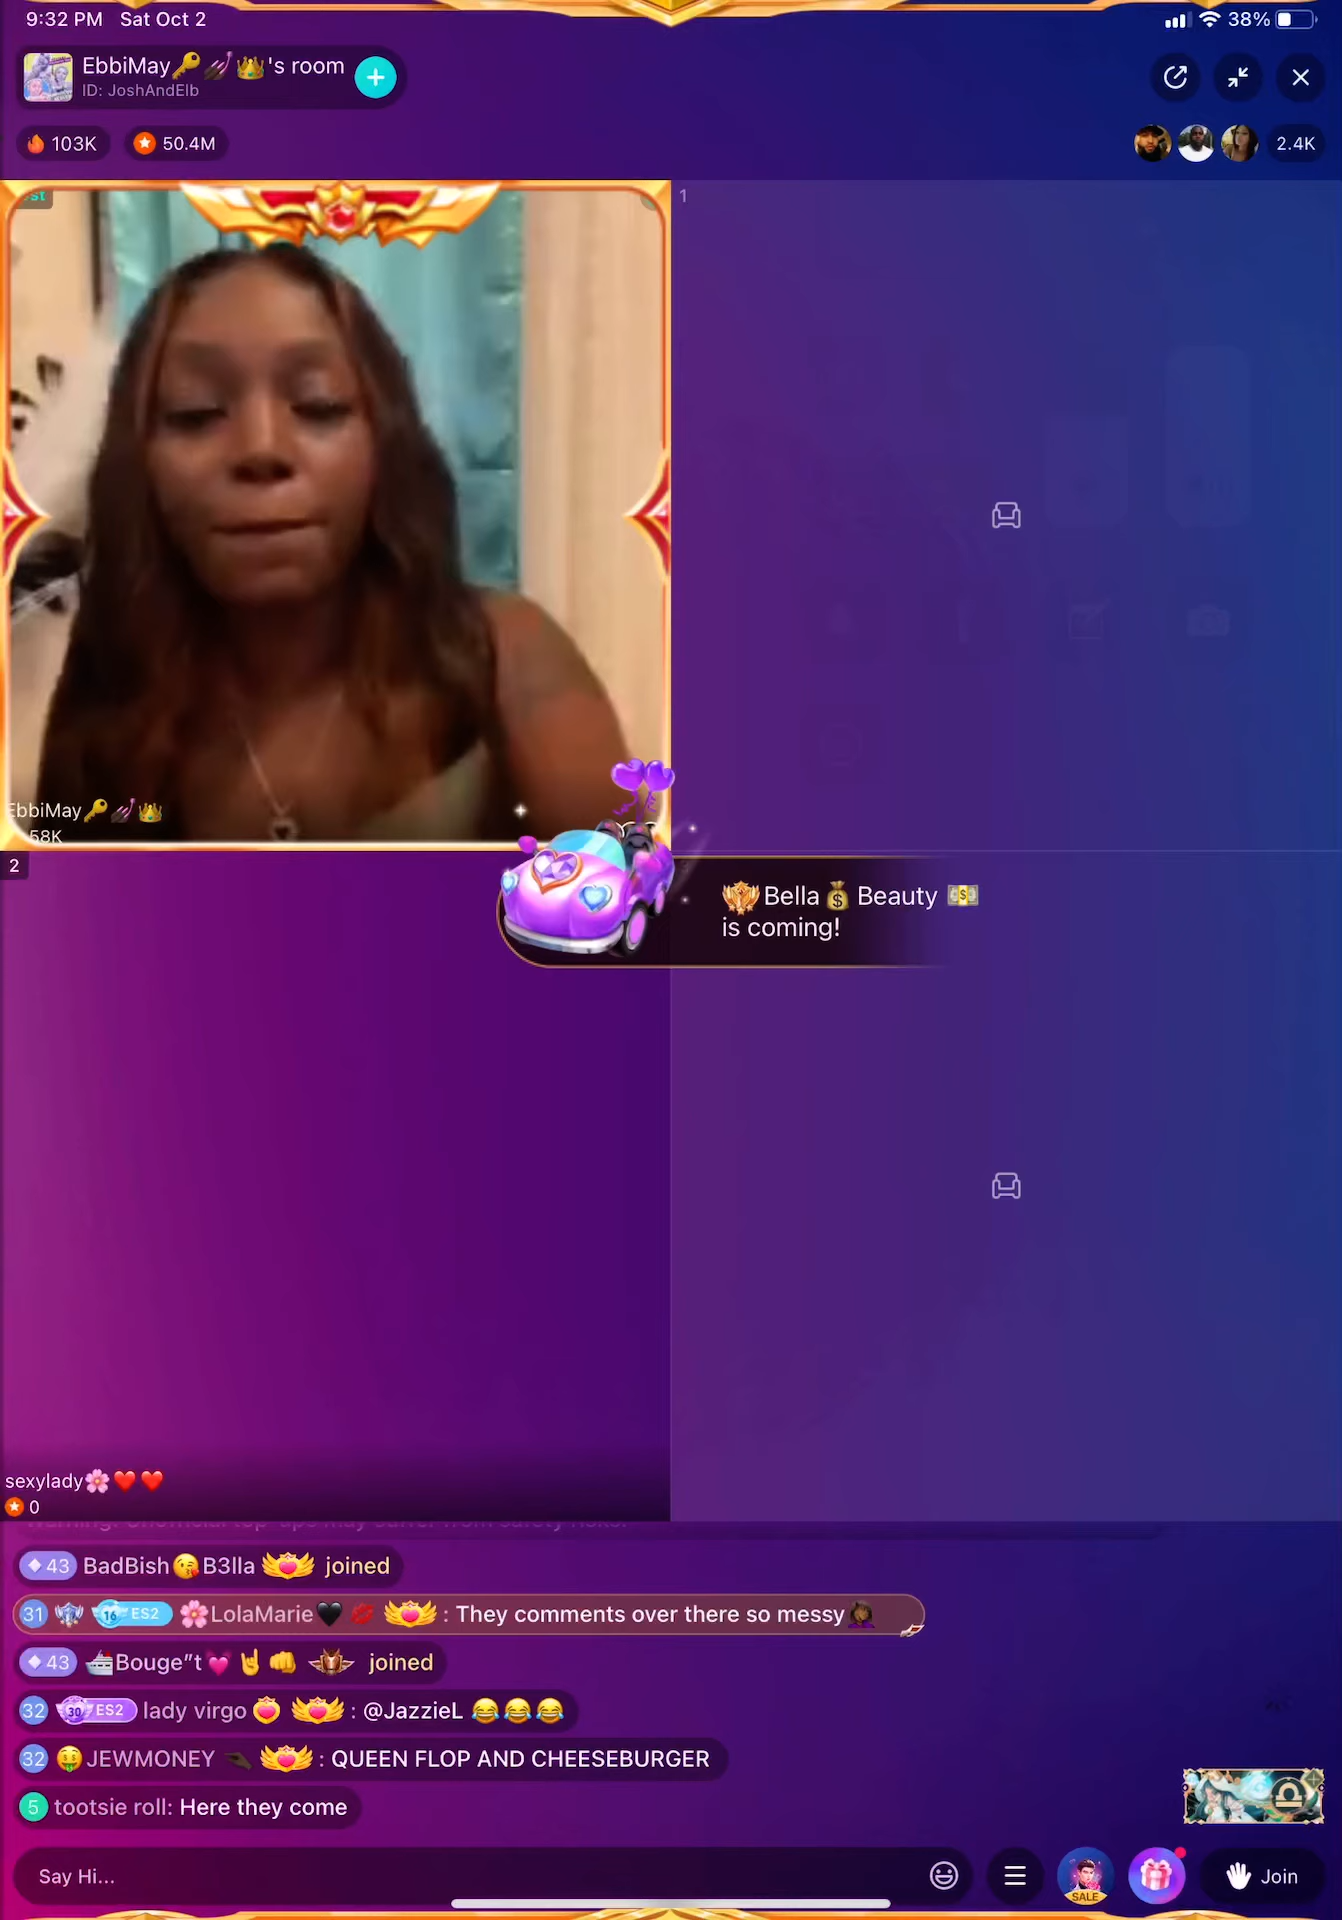 9:32 PM Sat Oct 2
38%
EbbiMay🔑💅👑's room
ID: JoshAndElb
103K
50.4M
2.4K
1
EbbiMay🔑💅👑
58K
2
Bella💰Beauty 💵
is coming!
sexylady🌸❤️❤️
0
43 BadBish😘B3lla joined
31 16 ES2 🌸LolaMarie🖤💋 : They comments over there so messy🤦🏾‍♀️
43 🛳️Bouge"t💓🤘👊 joined
32 30 ES2 lady virgo : @JazzieL 😂😂😂
32 🤑JEWMONEY : QUEEN FLOP AND CHEESEBURGER
5 tootsie roll: Here they come
Say Hi...
SALE
Join